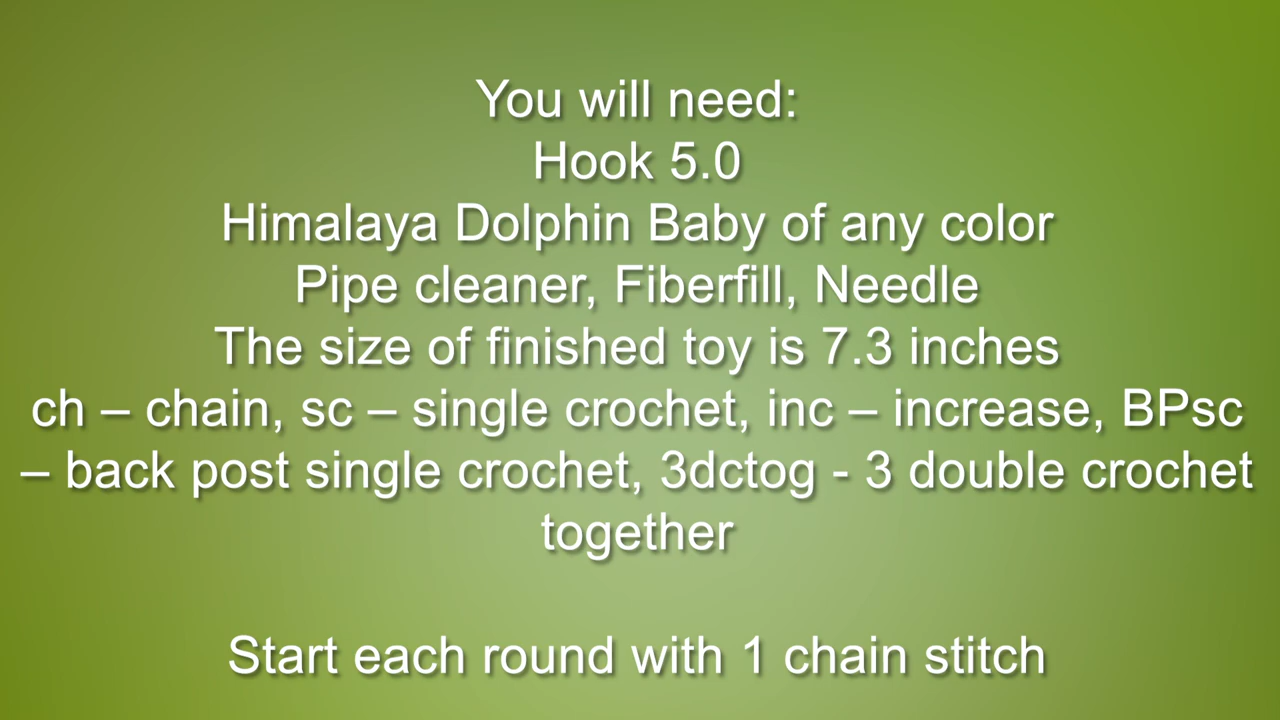 You will need:
Hook 5.0
Himalaya Dolphin Baby of any color
Pipe cleaner, Fiberfill, Needle
The size of finished toy is 7.3 inches
ch – chain, sc – single crochet, inc – increase, BPsc
– back post single crochet, 3dctog - 3 double crochet
together
Start each round with 1 chain stitch